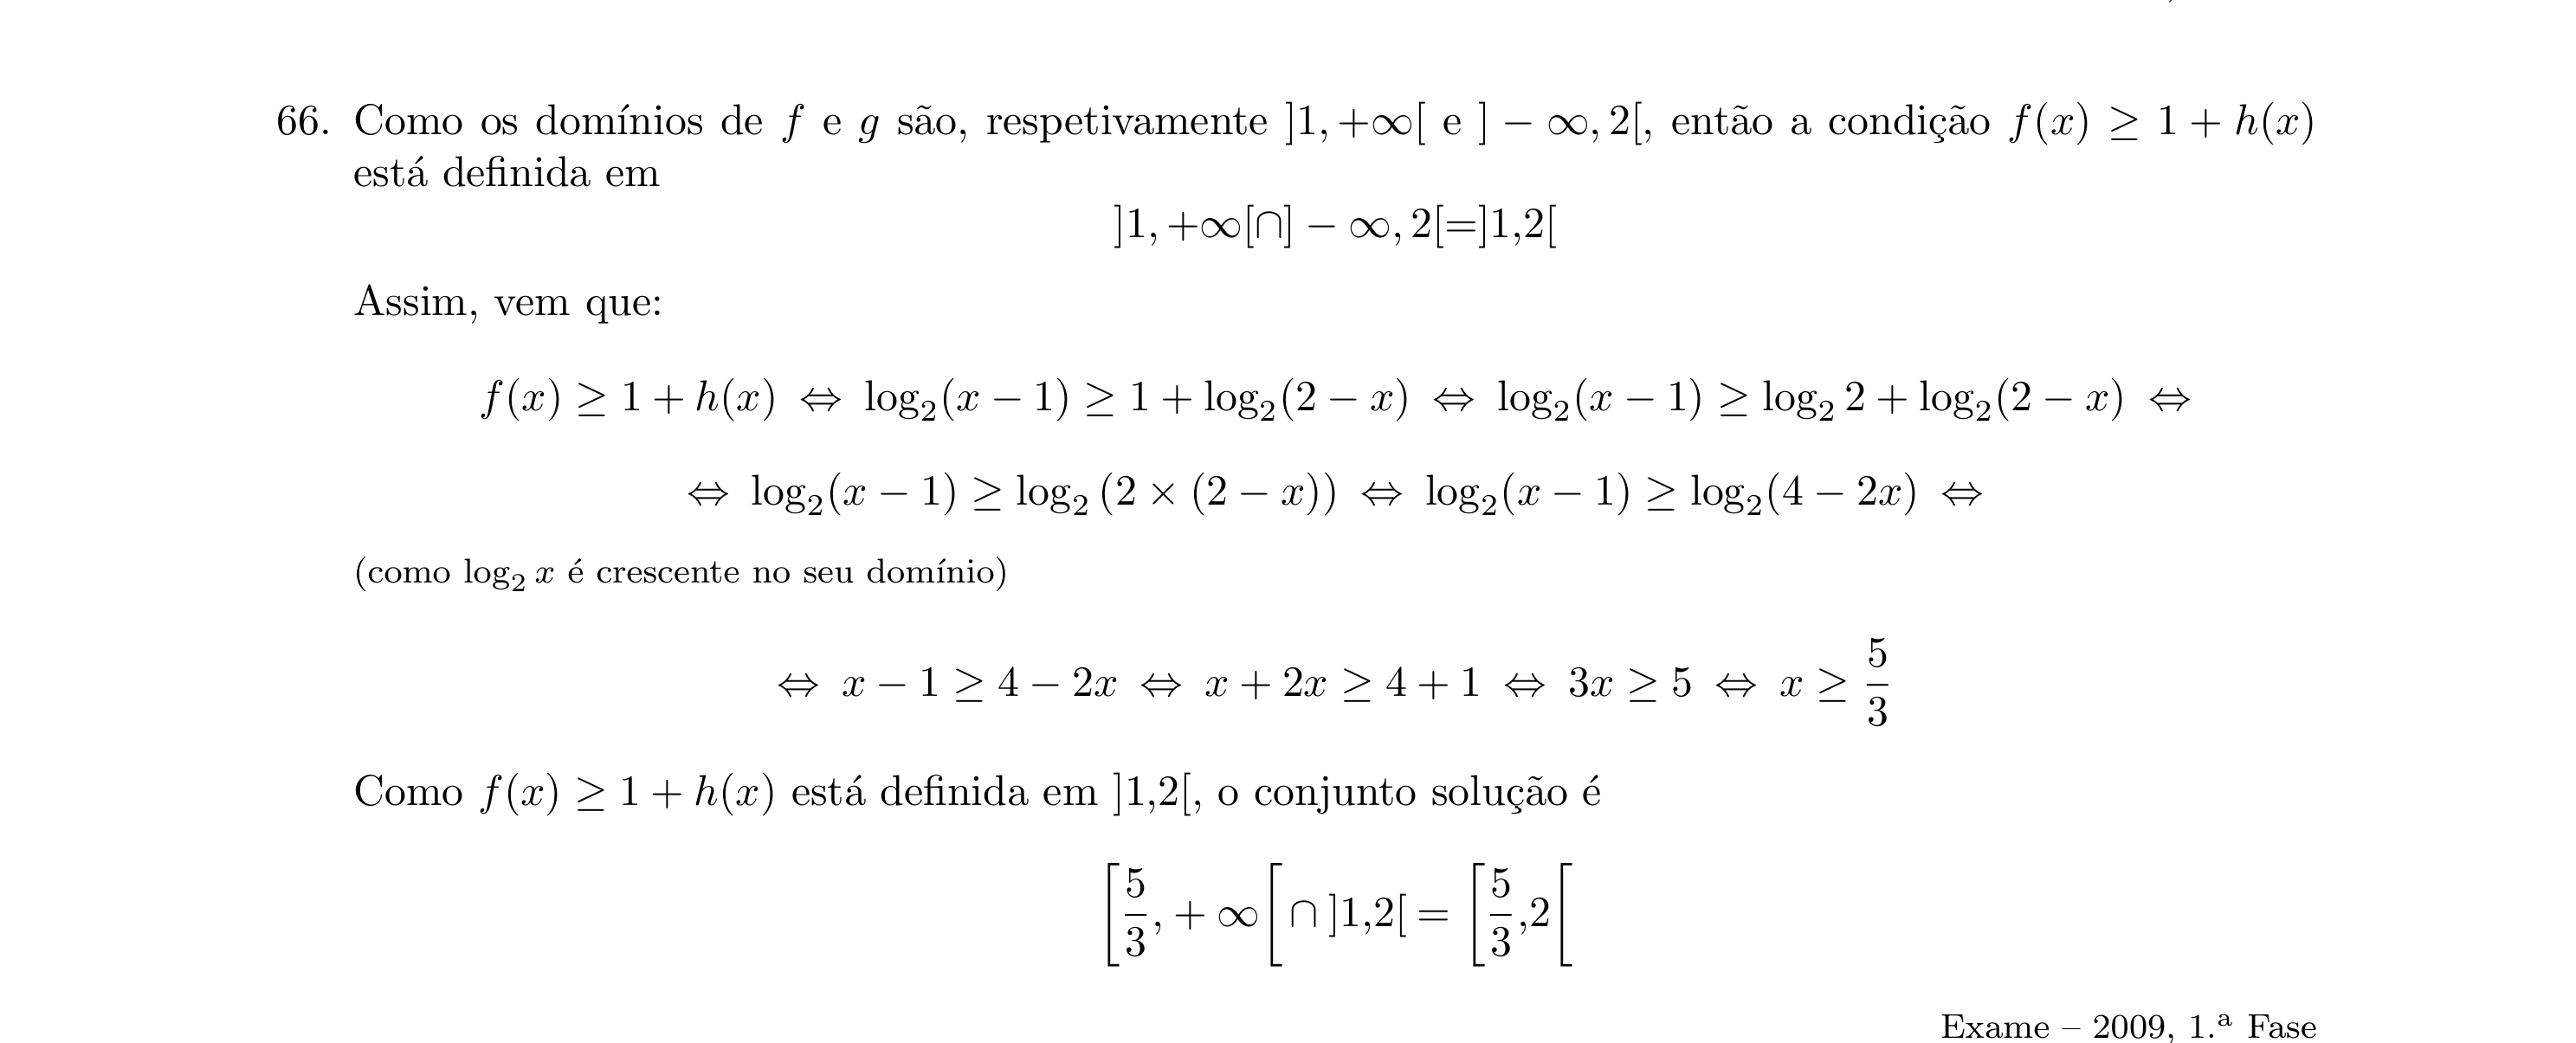 66. Como os domínios de f e g são, respetivamente ]1, +∞[ e ] − ∞, 2[, então a condição f(x) ≥ 1 + h(x)
está definida em
]1, +∞[∩] − ∞, 2[=]1,2[
Assim, vem que:
f(x) ≥ 1 + h(x) ⇔ log₂(x − 1) ≥ 1 + log₂(2 − x) ⇔ log₂(x − 1) ≥ log₂ 2 + log₂(2 − x) ⇔
⇔ log₂(x − 1) ≥ log₂ (2 × (2 − x)) ⇔ log₂(x − 1) ≥ log₂(4 − 2x) ⇔
(como log₂ x é crescente no seu domínio)
⇔ x − 1 ≥ 4 − 2x ⇔ x + 2x ≥ 4 + 1 ⇔ 3x ≥ 5 ⇔ x ≥ 5/3
Como f(x) ≥ 1 + h(x) está definida em ]1,2[, o conjunto solução é
[5/3, + ∞[ ∩ ]1,2[ = [5/3,2[
Exame – 2009, 1.ª Fase